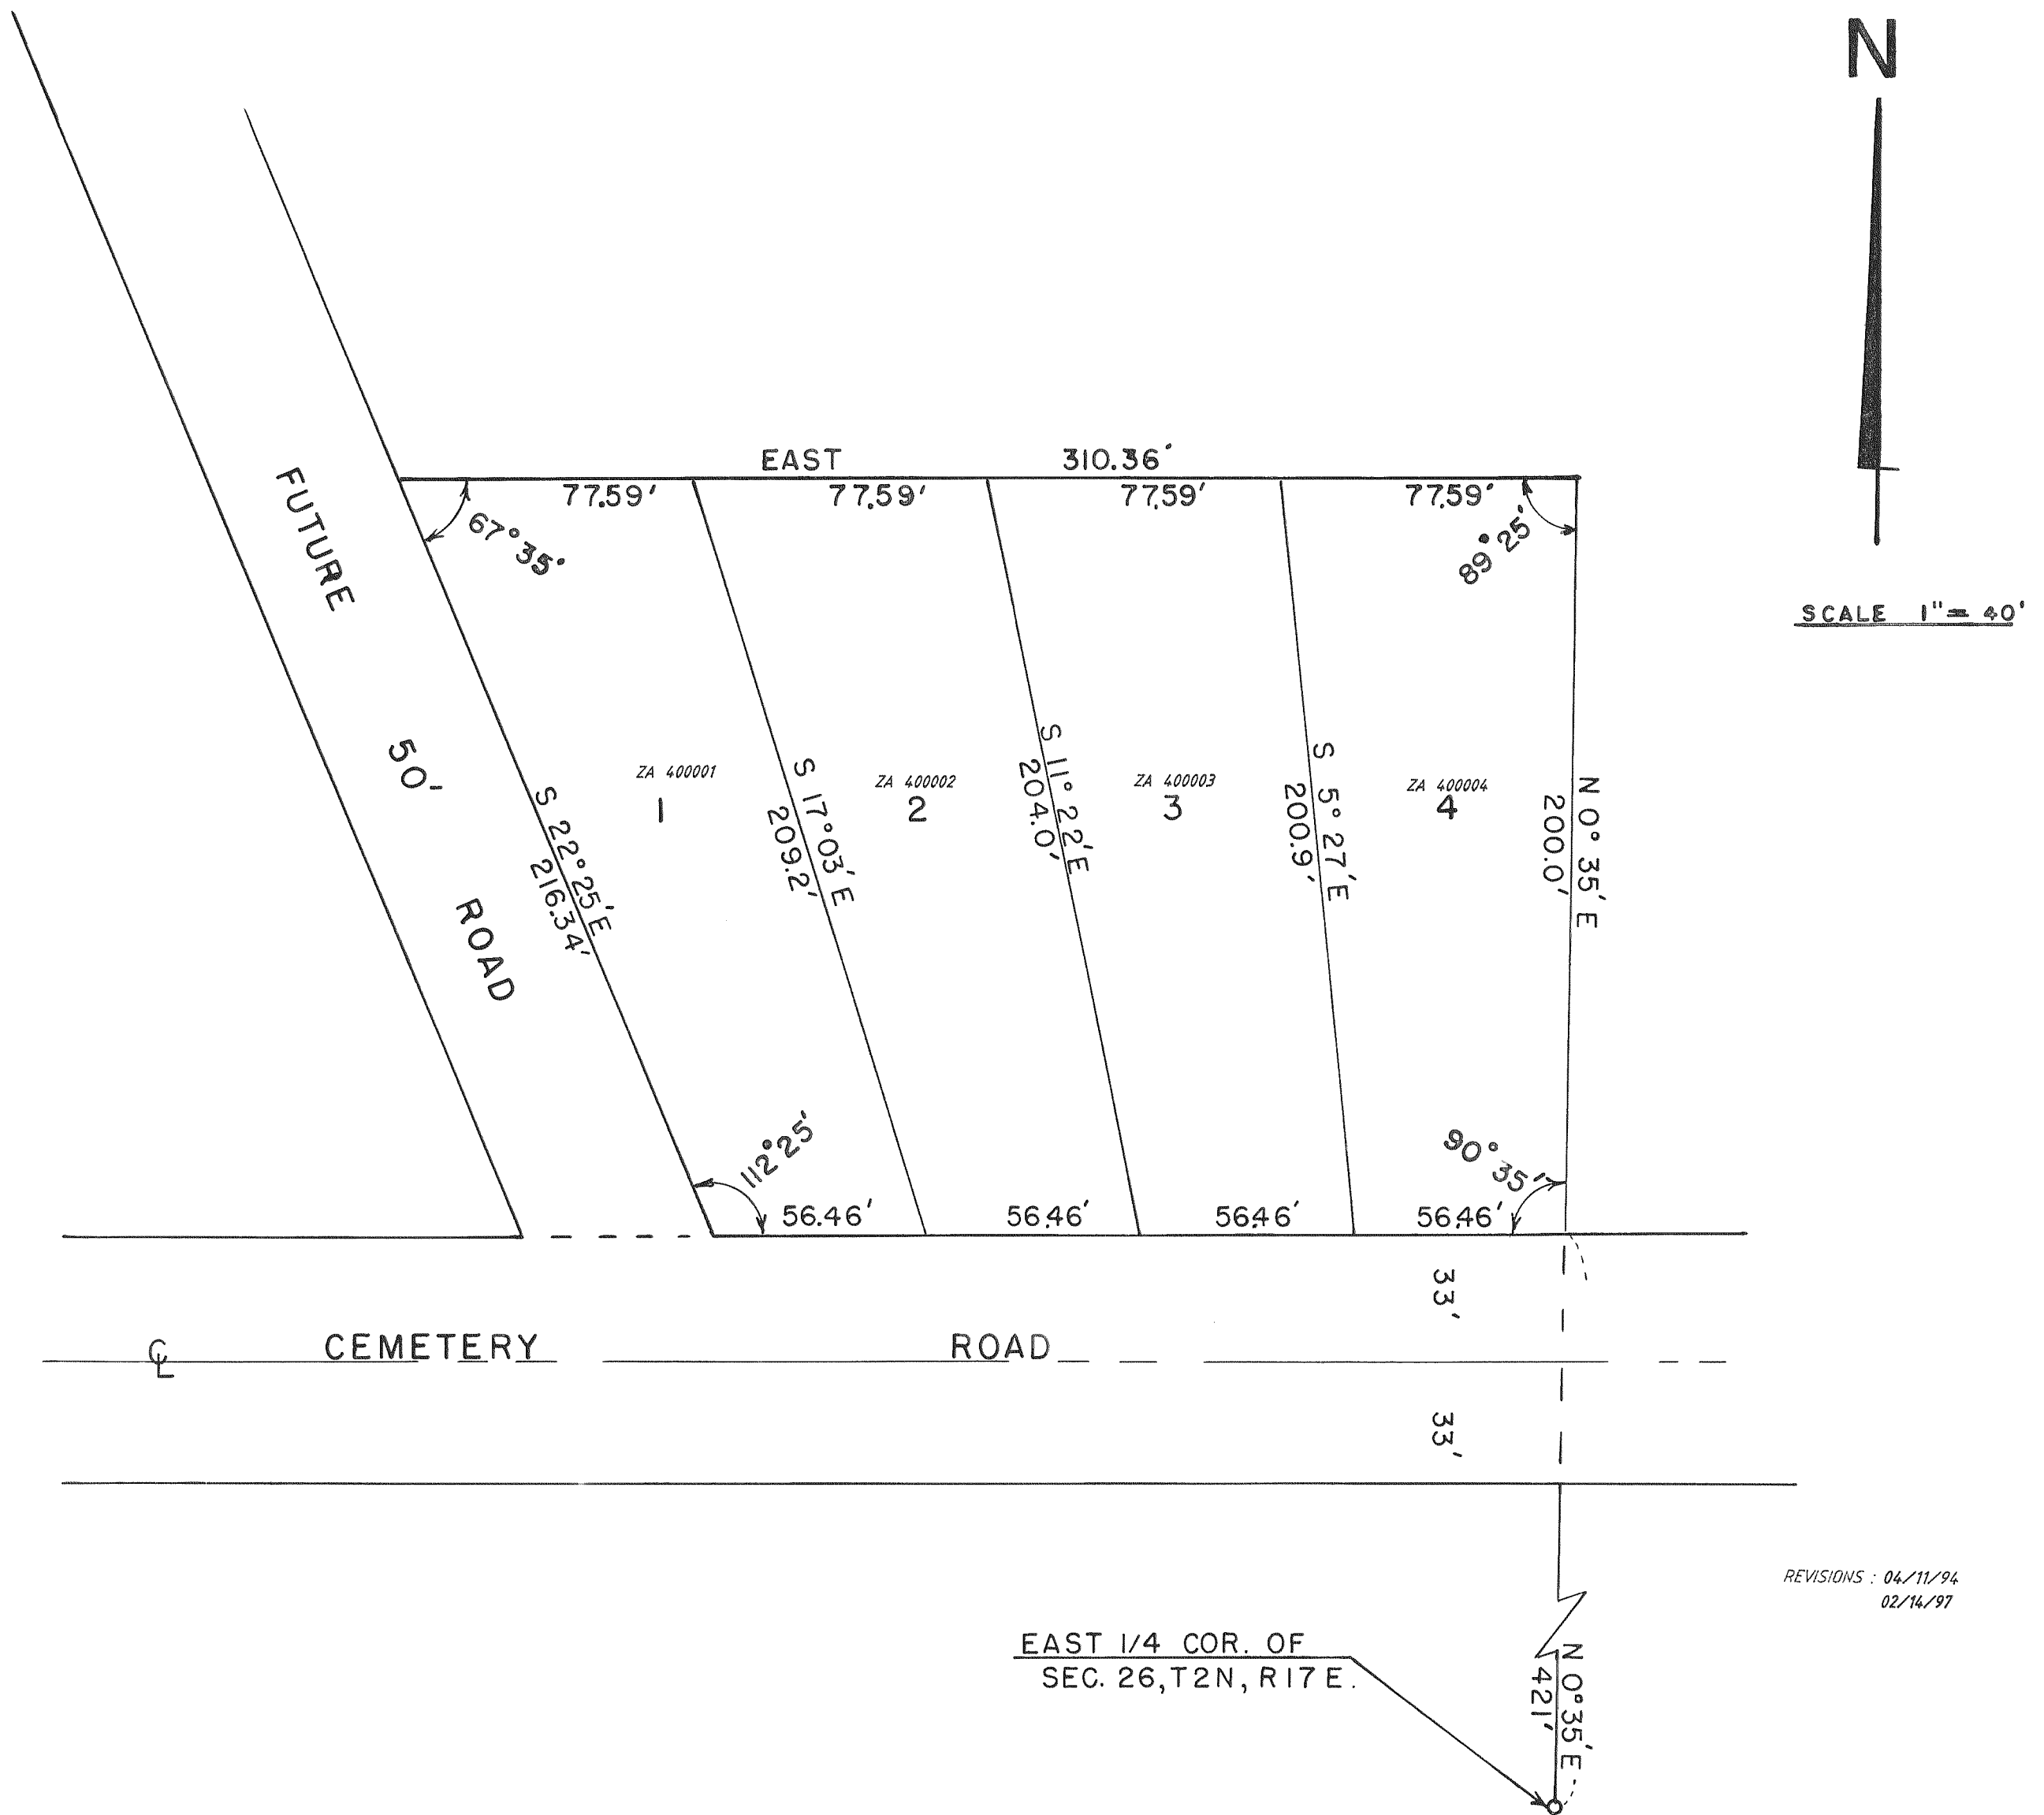 N
SCALE 1" = 40'
EAST 310.36'
77.59' 77.59' 77.59' 77.59'
67°35'
89°25'
FUTURE 50' ROAD
S 22°25'E
216.34'
ZA 400001
1
S 17°03'E
209.2'
ZA 400002
2
S 11°22'E
204.0'
ZA 400003
3
S 5°27'E
200.9'
ZA 400004
4
N 0°35'E
200.0'
112°25'
90°35'
56.46' 56.46' 56.46' 56.46'
33'
CL CEMETERY ROAD
33'
REVISIONS : 04/11/94
02/14/97
EAST 1/4 COR. OF
SEC. 26, T2N, R17E.
N 0°35'E
421'